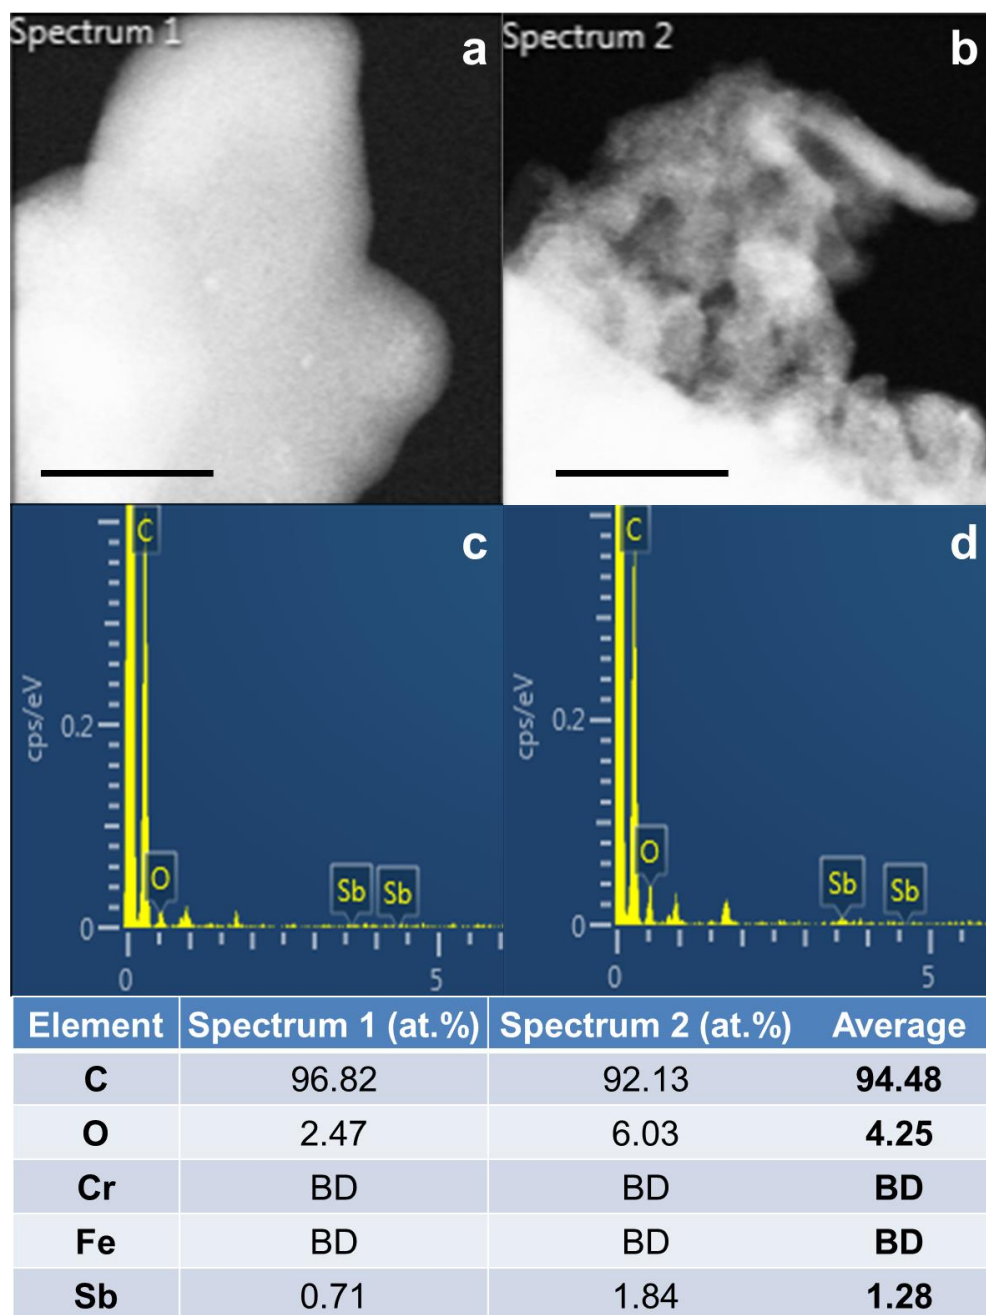 Spectrum 1
a
Spectrum 2
b
c
C
cps/eV
0.2
O
Sb
Sb
0
0
5
d
C
cps/eV
0.2
O
Sb
Sb
0
0
5
Element Spectrum 1 (at.%) Spectrum 2 (at.%) Average
C 96.82 92.13 94.48
O 2.47 6.03 4.25
Cr BD BD BD
Fe BD BD BD
Sb 0.71 1.84 1.28